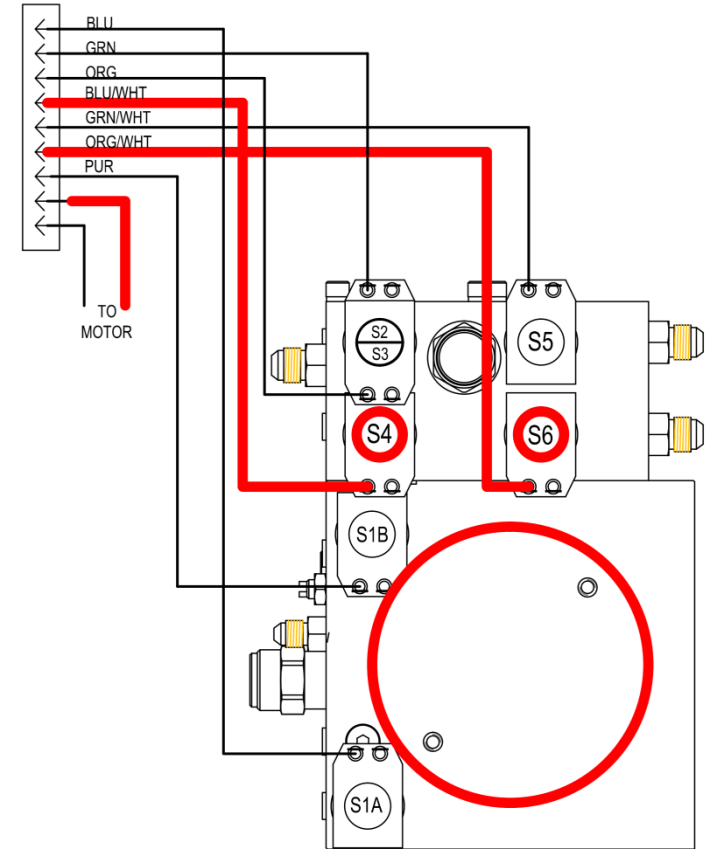 BLU
GRN
ORG
BLU/WHT
GRN/WHT
ORG/WHT
PUR
TO
MOTOR
S2
S3
S5
S4
S6
S1B
S1A